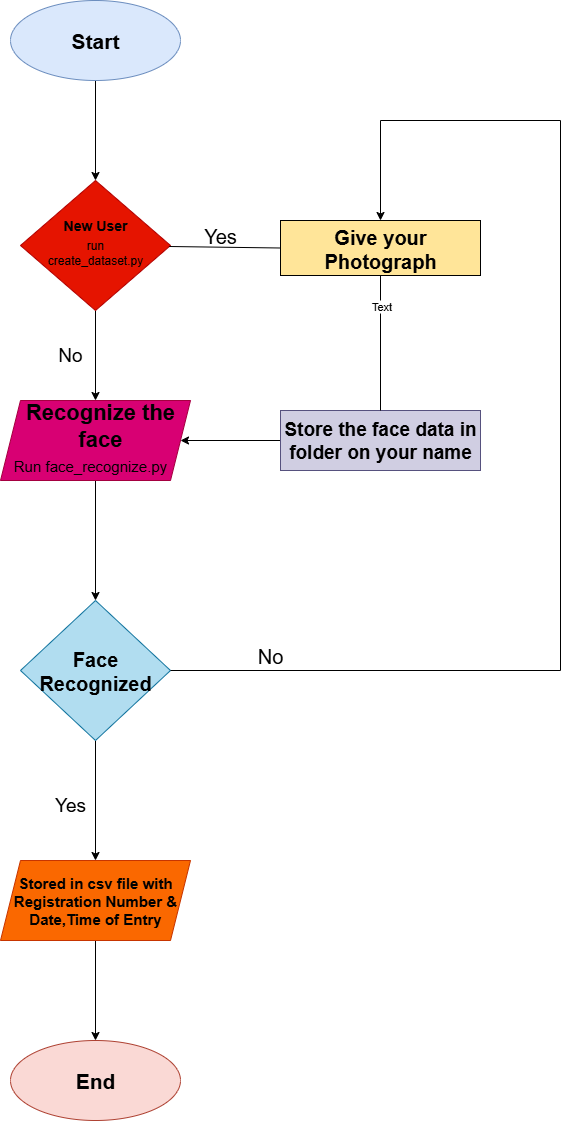 Start
New User
run
create_dataset.py
Yes
Give your
Photograph
Text
No
Recognize the
face
Run face_recognize.py
Store the face data in
folder on your name
Face
Recognized
No
Yes
Stored in csv file with
Registration Number &
Date,Time of Entry
End